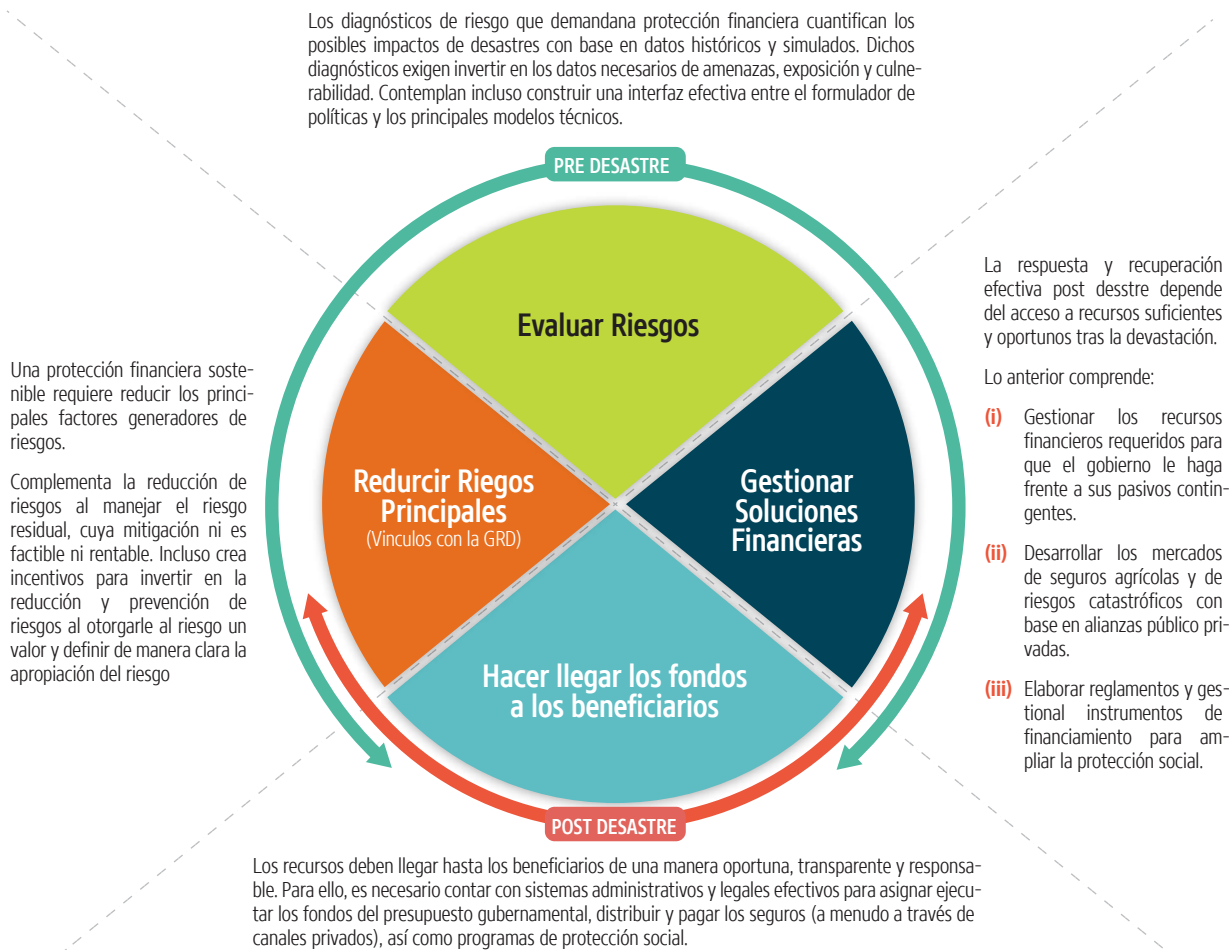 Los diagnósticos de riesgo que demandana protección financiera cuantifican los
posibles impactos de desastres con base en datos históricos y simulados. Dichos
diagnósticos exigen invertir en los datos necesarios de amenazas, exposición y culne-
rabilidad. Contemplan incluso construir una interfaz efectiva entre el formulador de
políticas y los principales modelos técnicos.
PRE DESASTRE
Evaluar Riesgos
Una protección financiera soste-
nible requiere reducir los princi-
pales factores generadores de
riesgos.
Complementa la reducción de
riesgos al manejar el riesgo
residual, cuya mitigación ni es
factible ni rentable. Incluso crea
incentivos para invertir en la
reducción y prevención de
riesgos al otorgarle al riesgo un
valor y definir de manera clara la
apropiación del riesgo
Redurcir Riegos
Principales
(Vinculos con la GRD)
Gestionar
Soluciones
Financieras
La respuesta y recuperación
efectiva post desstre depende
del acceso a recursos suficientes
y oportunos tras la devastación.
Lo anterior comprende:
(i) Gestionar los recursos
financieros requeridos para
que el gobierno le haga
frente a sus pasivos contin-
gentes.
(ii) Desarrollar los mercados
de seguros agrícolas y de
riesgos catastróficos con
base en alianzas público pri-
vadas.
(iii) Elaborar reglamentos y ges-
tional instrumentos de
financiamiento para am-
pliar la protección social.
Hacer llegar los fondos
a los beneficiarios
POST DESASTRE
Los recursos deben llegar hasta los beneficiarios de una manera oportuna, transparente y responsa-
ble. Para ello, es necesario contar con sistemas administrativos y legales efectivos para asignar ejecu-
tar los fondos del presupuesto gubernamental, distribuir y pagar los seguros (a menudo a través de
canales privados), así como programas de protección social.